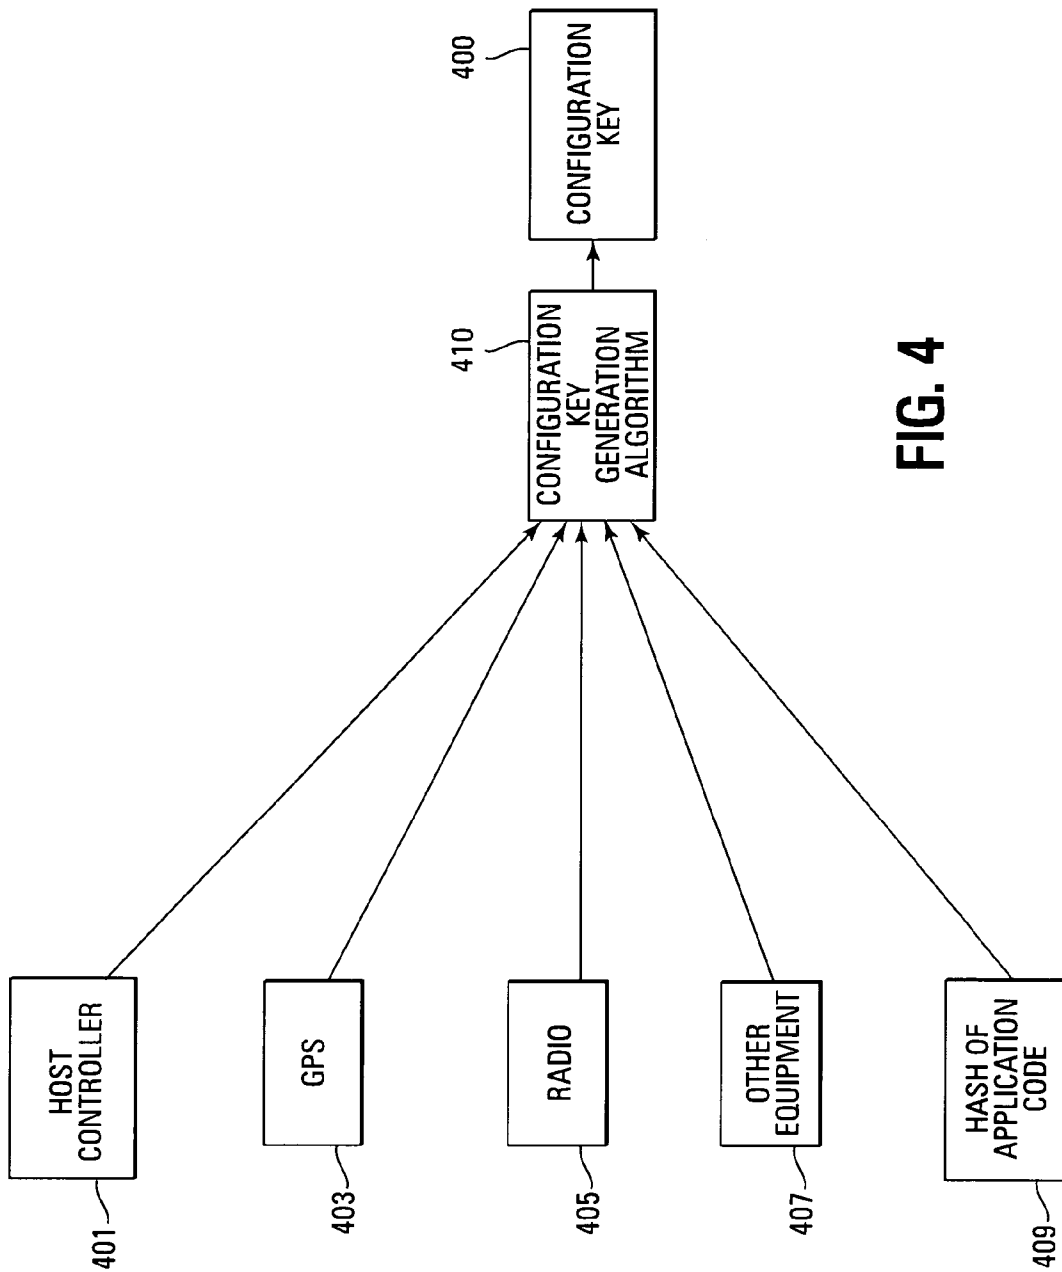 HOST
CONTROLLER
401
GPS
403
RADIO
405
OTHER
EQUIPMENT
407
HASH OF
APPLICATION
CODE
409
CONFIGURATION
KEY
GENERATION
ALGORITHM
410
CONFIGURATION
KEY
400
FIG. 4